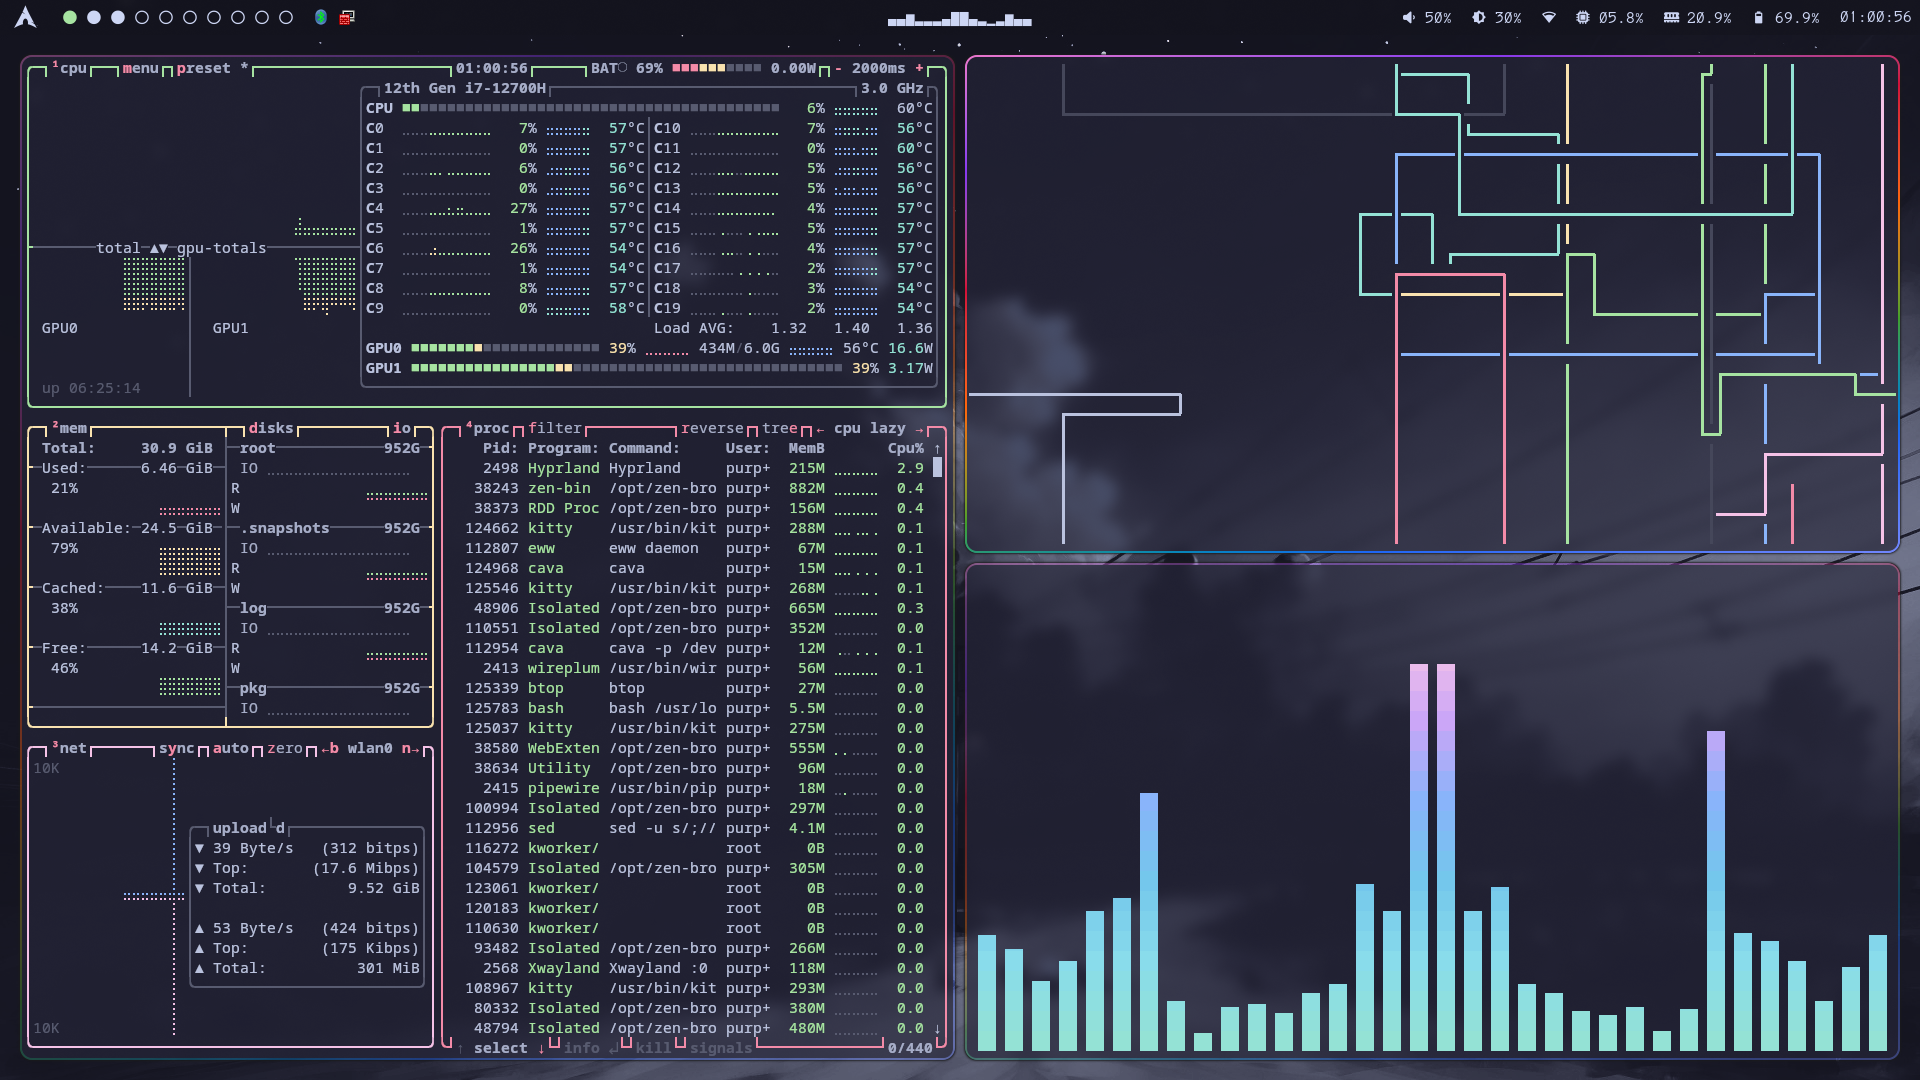 50% 30% 05.8% 20.9% 69.9% 01:00:56
¹cpu menu preset * 01:00:56 BAT 69% 0.00W - 2000ms +
12th Gen i7-12700H 3.0 GHz
CPU 6% 60°C
C0 7% 57°C C10 7% 56°C
C1 0% 57°C C11 0% 60°C
C2 6% 56°C C12 5% 56°C
C3 0% 56°C C13 5% 56°C
C4 27% 57°C C14 4% 57°C
C5 1% 57°C C15 5% 57°C
total ▲▼ gpu-totals C6 26% 54°C C16 4% 57°C
C7 1% 54°C C17 2% 57°C
C8 8% 57°C C18 3% 54°C
C9 0% 58°C C19 2% 54°C
GPU0 GPU1 Load AVG: 1.32 1.40 1.36
GPU0 39% 434M/6.0G 56°C 16.6W
GPU1 39% 3.17W
up 06:25:14
²mem disks io
Total: 30.9 GiB
Used: 6.46 GiB
21%
Available: 24.5 GiB
79%
Cached: 11.6 GiB
38%
Free: 14.2 GiB
46%
root 952G
IO
R
W
.snapshots 952G
IO
R
W
log 952G
IO
R
W
pkg 952G
IO
³net sync auto zero ←b wlan0 n→
10K
upload d
▼ 39 Byte/s (312 bitps)
▼ Top: (17.6 Mibps)
▼ Total: 9.52 GiB
▲ 53 Byte/s (424 bitps)
▲ Top: (175 Kibps)
▲ Total: 301 MiB
10K
⁴proc filter reverse tree ← cpu lazy →
Pid: Program: Command: User: MemB Cpu% ↑
2498 Hyprland Hyprland purp+ 215M 2.9
38243 zen-bin /opt/zen-bro purp+ 882M 0.4
38373 RDD Proc /opt/zen-bro purp+ 156M 0.4
124662 kitty /usr/bin/kit purp+ 288M 0.1
112807 eww eww daemon purp+ 67M 0.1
124968 cava cava purp+ 15M 0.1
125546 kitty /usr/bin/kit purp+ 268M 0.1
48906 Isolated /opt/zen-bro purp+ 665M 0.3
110551 Isolated /opt/zen-bro purp+ 352M 0.0
112954 cava cava -p /dev purp+ 12M 0.1
2413 wireplum /usr/bin/wir purp+ 56M 0.1
125339 btop btop purp+ 27M 0.0
125783 bash bash /usr/lo purp+ 5.5M 0.0
125037 kitty /usr/bin/kit purp+ 275M 0.0
38580 WebExten /opt/zen-bro purp+ 555M 0.0
38634 Utility /opt/zen-bro purp+ 96M 0.0
2415 pipewire /usr/bin/pip purp+ 18M 0.0
100994 Isolated /opt/zen-bro purp+ 297M 0.0
112956 sed sed -u s/;// purp+ 4.1M 0.0
116272 kworker/ root 0B 0.0
104579 Isolated /opt/zen-bro purp+ 305M 0.0
123061 kworker/ root 0B 0.0
120183 kworker/ root 0B 0.0
110630 kworker/ root 0B 0.0
93482 Isolated /opt/zen-bro purp+ 266M 0.0
2568 Xwayland Xwayland :0 purp+ 118M 0.0
108967 kitty /usr/bin/kit purp+ 293M 0.0
80332 Isolated /opt/zen-bro purp+ 380M 0.0
48794 Isolated /opt/zen-bro purp+ 480M 0.0 ↓
↑ select ↓ info ↵ kill signals 0/440